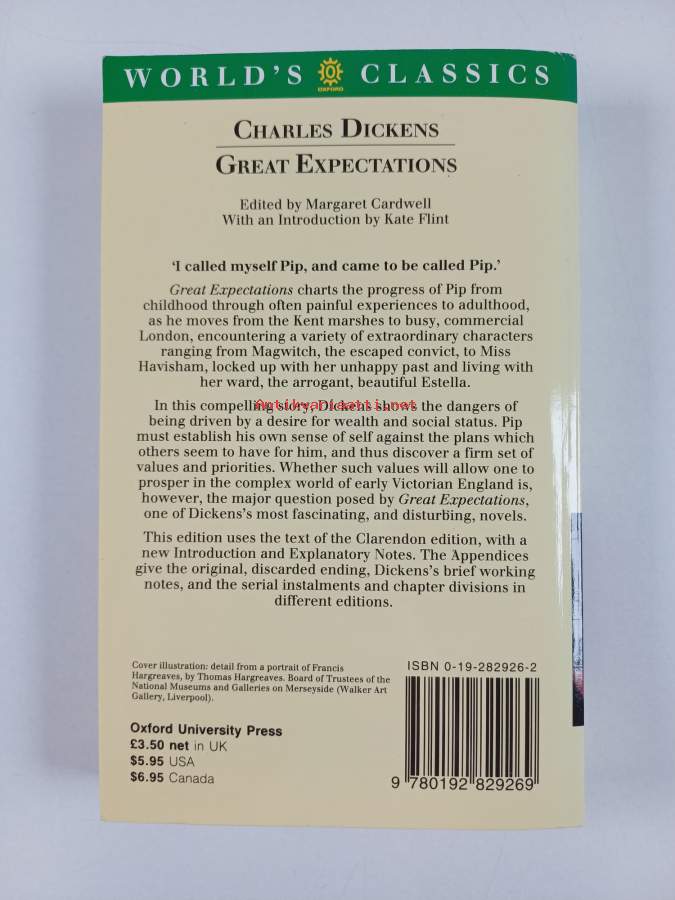 WORLD'S OXFORD CLASSICS
CHARLES DICKENS
GREAT EXPECTATIONS
Edited by Margaret Cardwell
With an Introduction by Kate Flint
'I called myself Pip, and came to be called Pip.'
Great Expectations charts the progress of Pip from
childhood through often painful experiences to adulthood,
as he moves from the Kent marshes to busy, commercial
London, encountering a variety of extraordinary characters
ranging from Magwitch, the escaped convict, to Miss
Havisham, locked up with her unhappy past and living with
her ward, the arrogant, beautiful Estella.
In this compelling story, Dickens shows the dangers of
Antikvariaatti.net
being driven by a desire for wealth and social status. Pip
must establish his own sense of self against the plans which
others seem to have for him, and thus discover a firm set of
values and priorities. Whether such values will allow one to
prosper in the complex world of early Victorian England is,
however, the major question posed by Great Expectations,
one of Dickens's most fascinating, and disturbing, novels.
This edition uses the text of the Clarendon edition, with a
new Introduction and Explanatory Notes. The Appendices
give the original, discarded ending, Dickens's brief working
notes, and the serial instalments and chapter divisions in
different editions.
Cover illustration: detail from a portrait of Francis
Hargreaves, by Thomas Hargreaves. Board of Trustees of the
National Museums and Galleries on Merseyside (Walker Art
Gallery, Liverpool).
Oxford University Press
£3.50 net in UK
$5.95 USA
$6.95 Canada
ISBN 0-19-282926-2
9 780192 829269